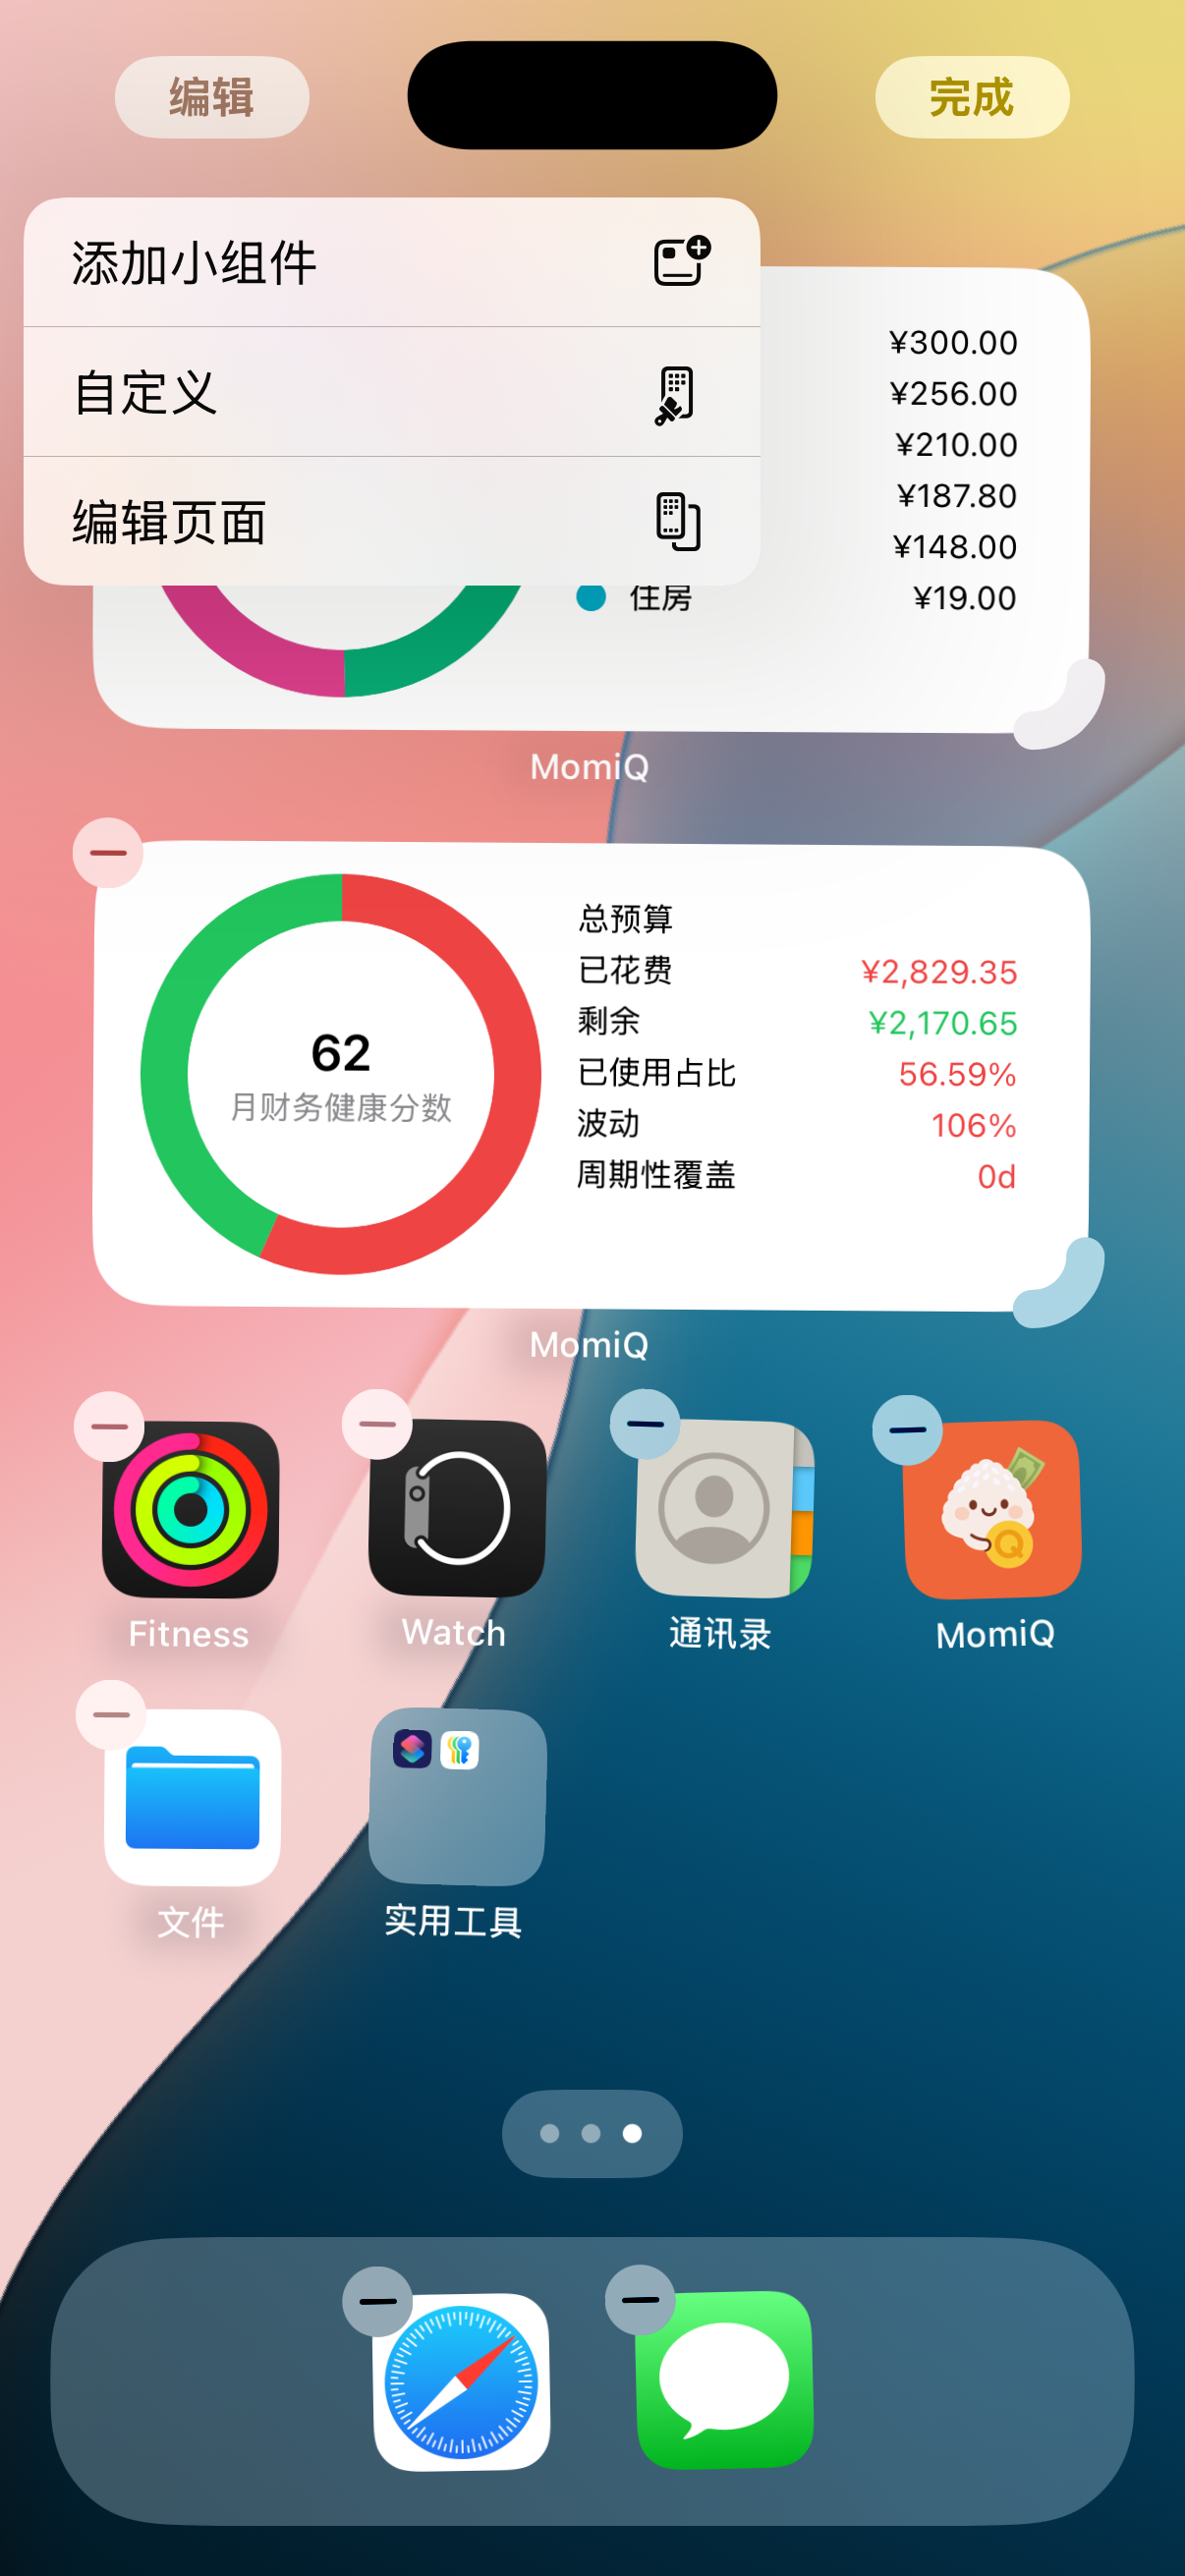 编辑
完成
添加小组件
自定义
编辑页面
¥300.00
¥256.00
¥210.00
¥187.80
¥148.00
住房 ¥19.00
MomiQ
62
月财务健康分数
总预算
已花费 ¥2,829.35
剩余 ¥2,170.65
已使用占比 56.59%
波动 106%
周期性覆盖 0d
MomiQ
Fitness
Watch
通讯录
MomiQ
文件
实用工具